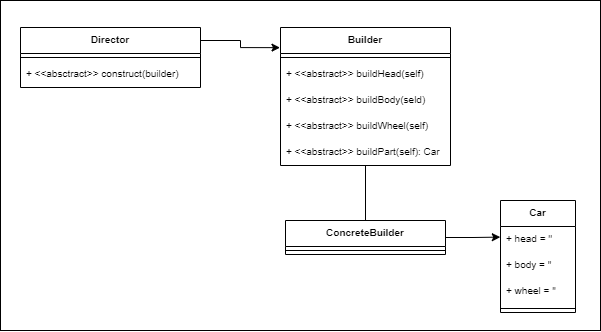 Director
+ <<absctract>> construct(builder)
Builder
+ <<abstract>> buildHead(self)
+ <<abstract>> buildBody(seld)
+ <<abstract>> buildWheel(self)
+ <<abstract>> buildPart(self): Car
ConcreteBuilder
Car
+ head = ''
+ body = ''
+ wheel = ''